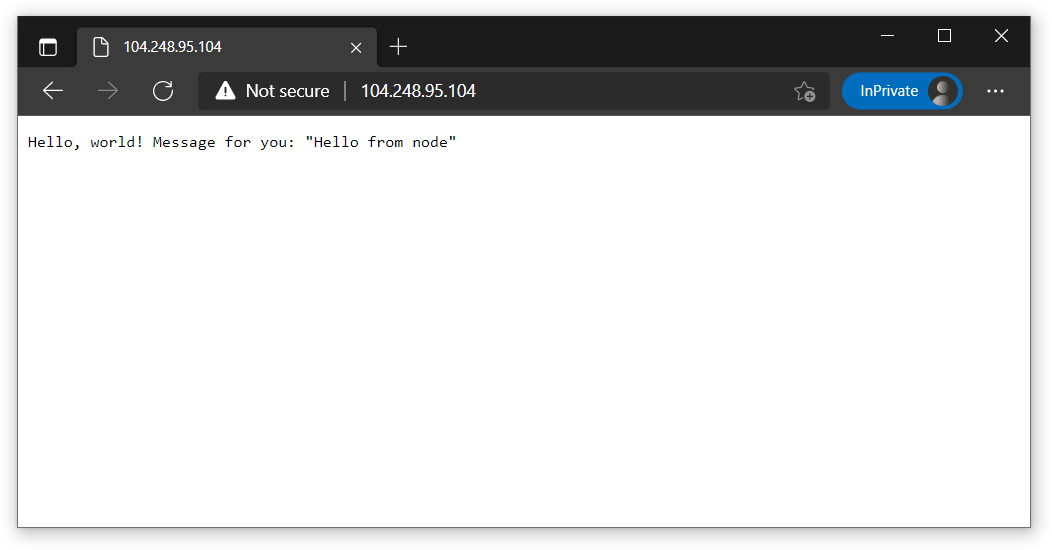 104.248.95.104
Not secure | 104.248.95.104
InPrivate
Hello, world! Message for you: "Hello from node"